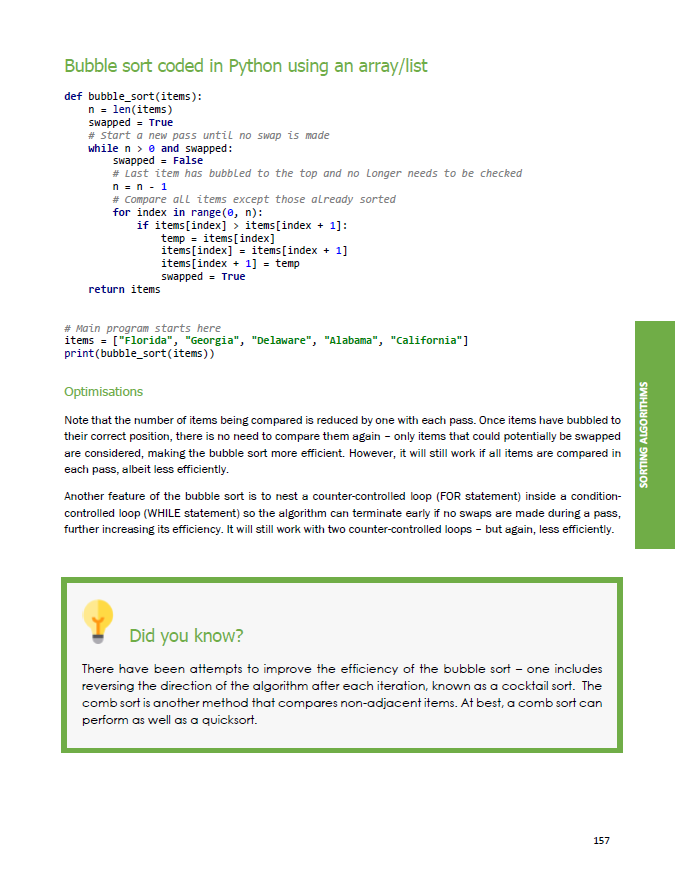 Bubble sort coded in Python using an array/list
def bubble_sort(items):
    n = len(items)
    swapped = True
    # Start a new pass until no swap is made
    while n > 0 and swapped:
        swapped = False
        # Last item has bubbled to the top and no longer needs to be checked
        n = n - 1
        # Compare all items except those already sorted
        for index in range(0, n):
            if items[index] > items[index + 1]:
                temp = items[index]
                items[index] = items[index + 1]
                items[index + 1] = temp
                swapped = True
    return items
# Main program starts here
items = ["Florida", "Georgia", "Delaware", "Alabama", "California"]
print(bubble_sort(items))
Optimisations
Note that the number of items being compared is reduced by one with each pass. Once items have bubbled to
their correct position, there is no need to compare them again – only items that could potentially be swapped
are considered, making the bubble sort more efficient. However, it will still work if all items are compared in
each pass, albeit less efficiently.
Another feature of the bubble sort is to nest a counter-controlled loop (FOR statement) inside a condition-
controlled loop (WHILE statement) so the algorithm can terminate early if no swaps are made during a pass,
further increasing its efficiency. It will still work with two counter-controlled loops – but again, less efficiently.
SORTING ALGORITHMS
Did you know?
There have been attempts to improve the efficiency of the bubble sort – one includes
reversing the direction of the algorithm after each iteration, known as a cocktail sort. The
comb sort is another method that compares non-adjacent items. At best, a comb sort can
perform as well as a quicksort.
157